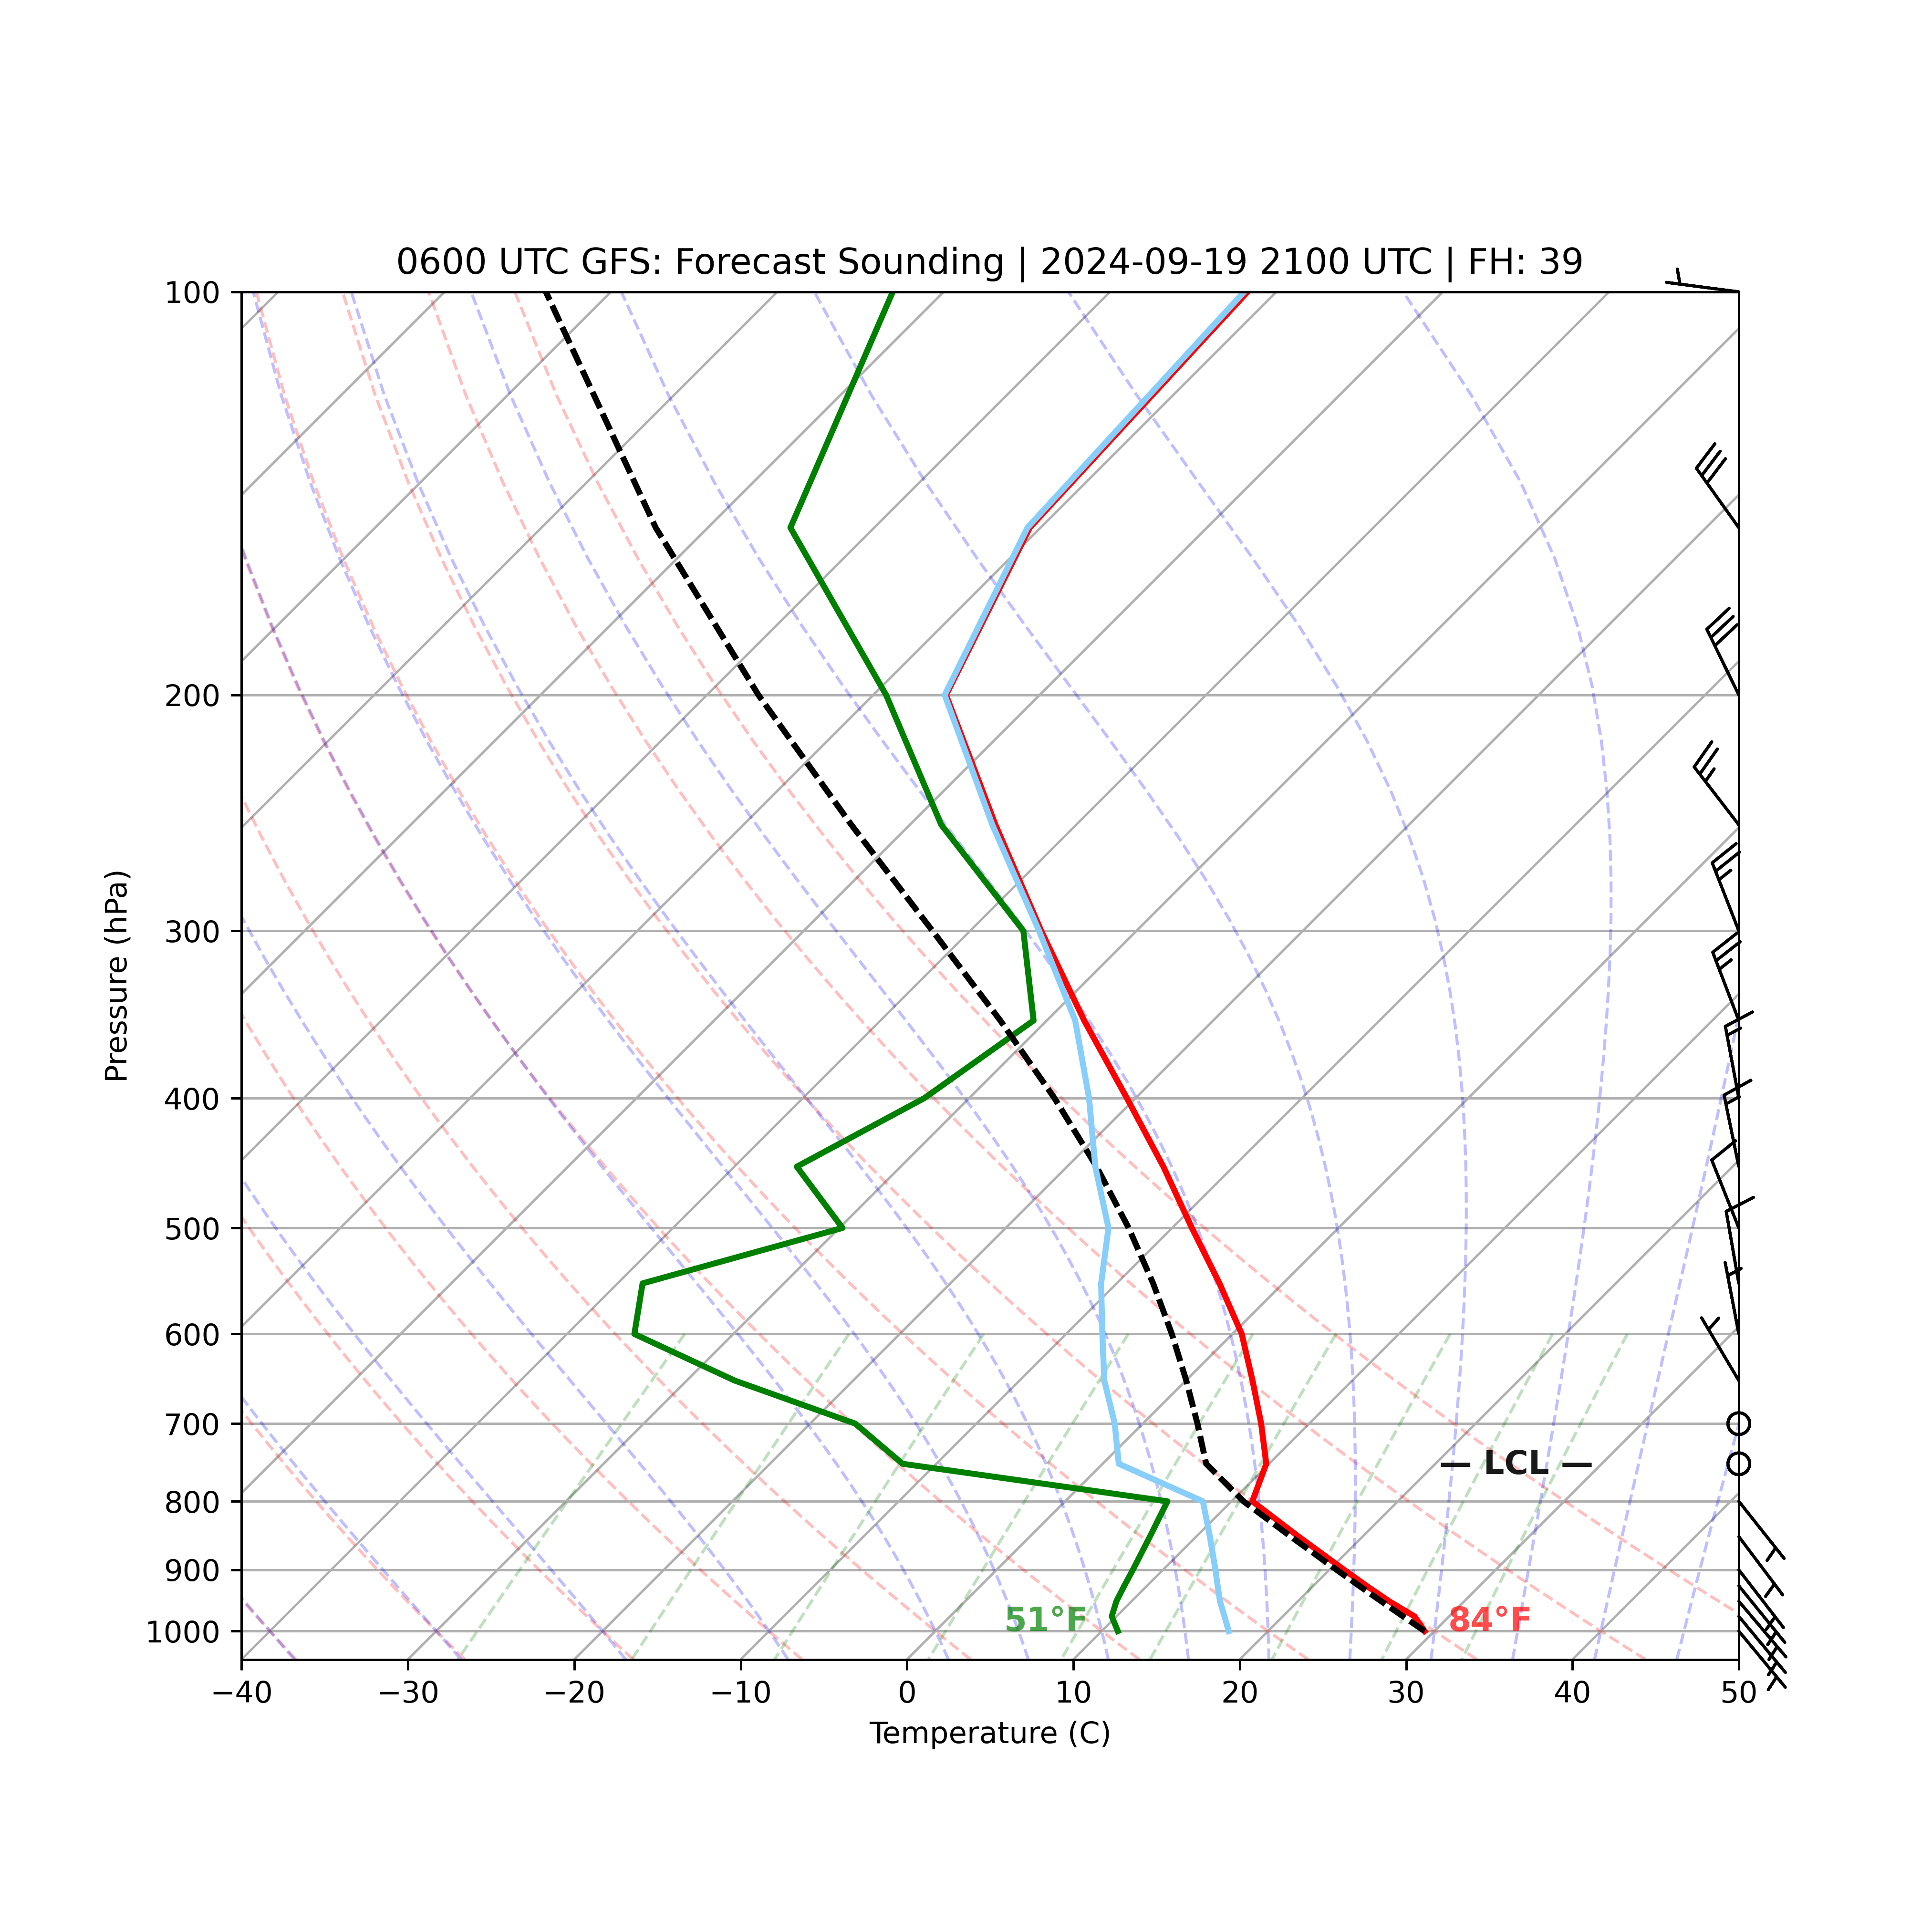 0600 UTC GFS: Forecast Sounding | 2024-09-19 2100 UTC | FH: 39
100
200
300
400
500
600
700
800
900
1000
Pressure (hPa)
— LCL —
51°F
84°F
−40 −30 −20 −10 0 10 20 30 40 50
Temperature (C)